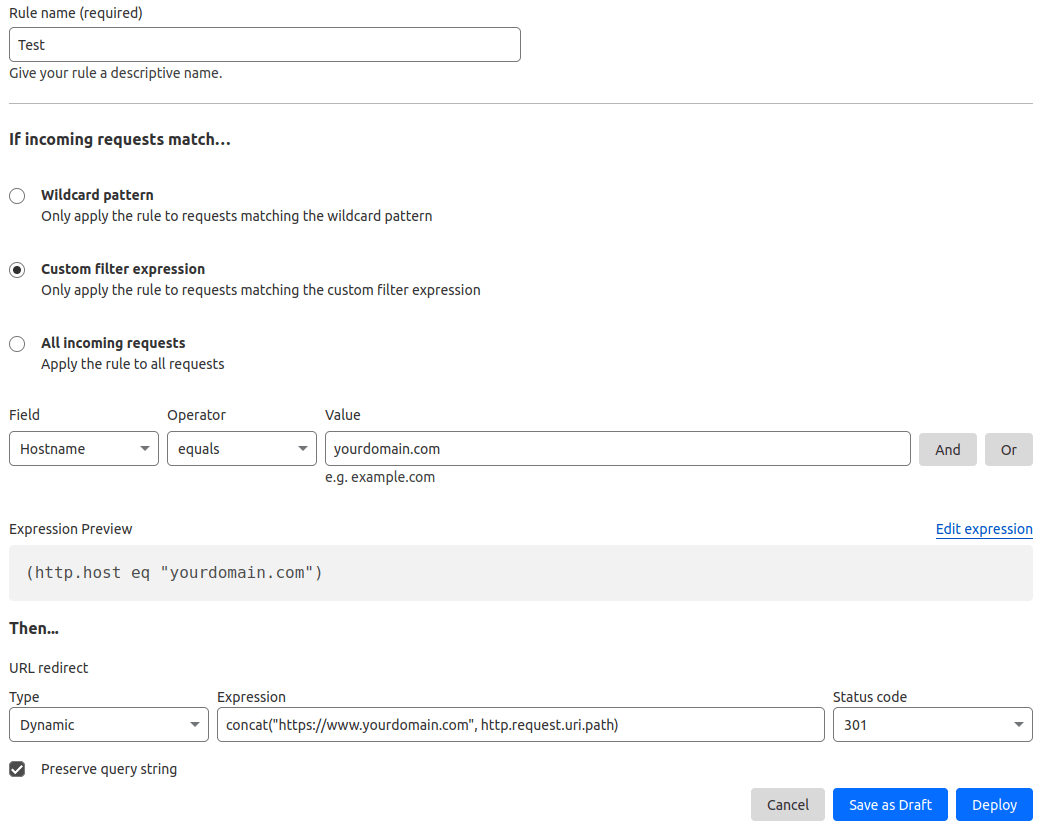 Rule name (required)
Test
Give your rule a descriptive name.
If incoming requests match...
Wildcard pattern
Only apply the rule to requests matching the wildcard pattern
Custom filter expression
Only apply the rule to requests matching the custom filter expression
All incoming requests
Apply the rule to all requests
Field Operator Value
Hostname equals yourdomain.com And Or
e.g. example.com
Expression Preview Edit expression
(http.host eq "yourdomain.com")
Then...
URL redirect
Type Expression Status code
Dynamic concat("https://www.yourdomain.com", http.request.uri.path) 301
Preserve query string
Cancel Save as Draft Deploy